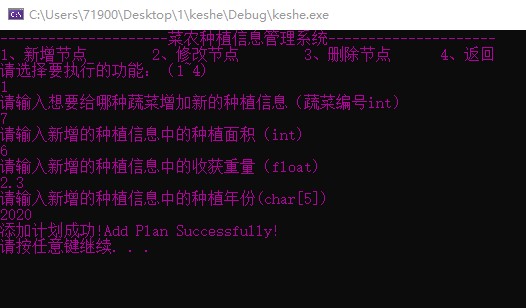 C:\Users\71900\Desktop\1\keshe\Debug\keshe.exe
---------------------菜农种植信息管理系统---------------------
1、新增节点 2、修改节点 3、删除节点 4、返回
请选择要执行的功能：（1~4）
1
请输入想要给哪种蔬菜增加新的种植信息（蔬菜编号int）
7
请输入新增的种植信息中的种植面积（int）
6
请输入新增的种植信息中的收获重量（float）
2.3
请输入新增的种植信息中的种植年份(char[5])
2020
添加计划成功!Add Plan Successfully!
请按任意键继续. . .